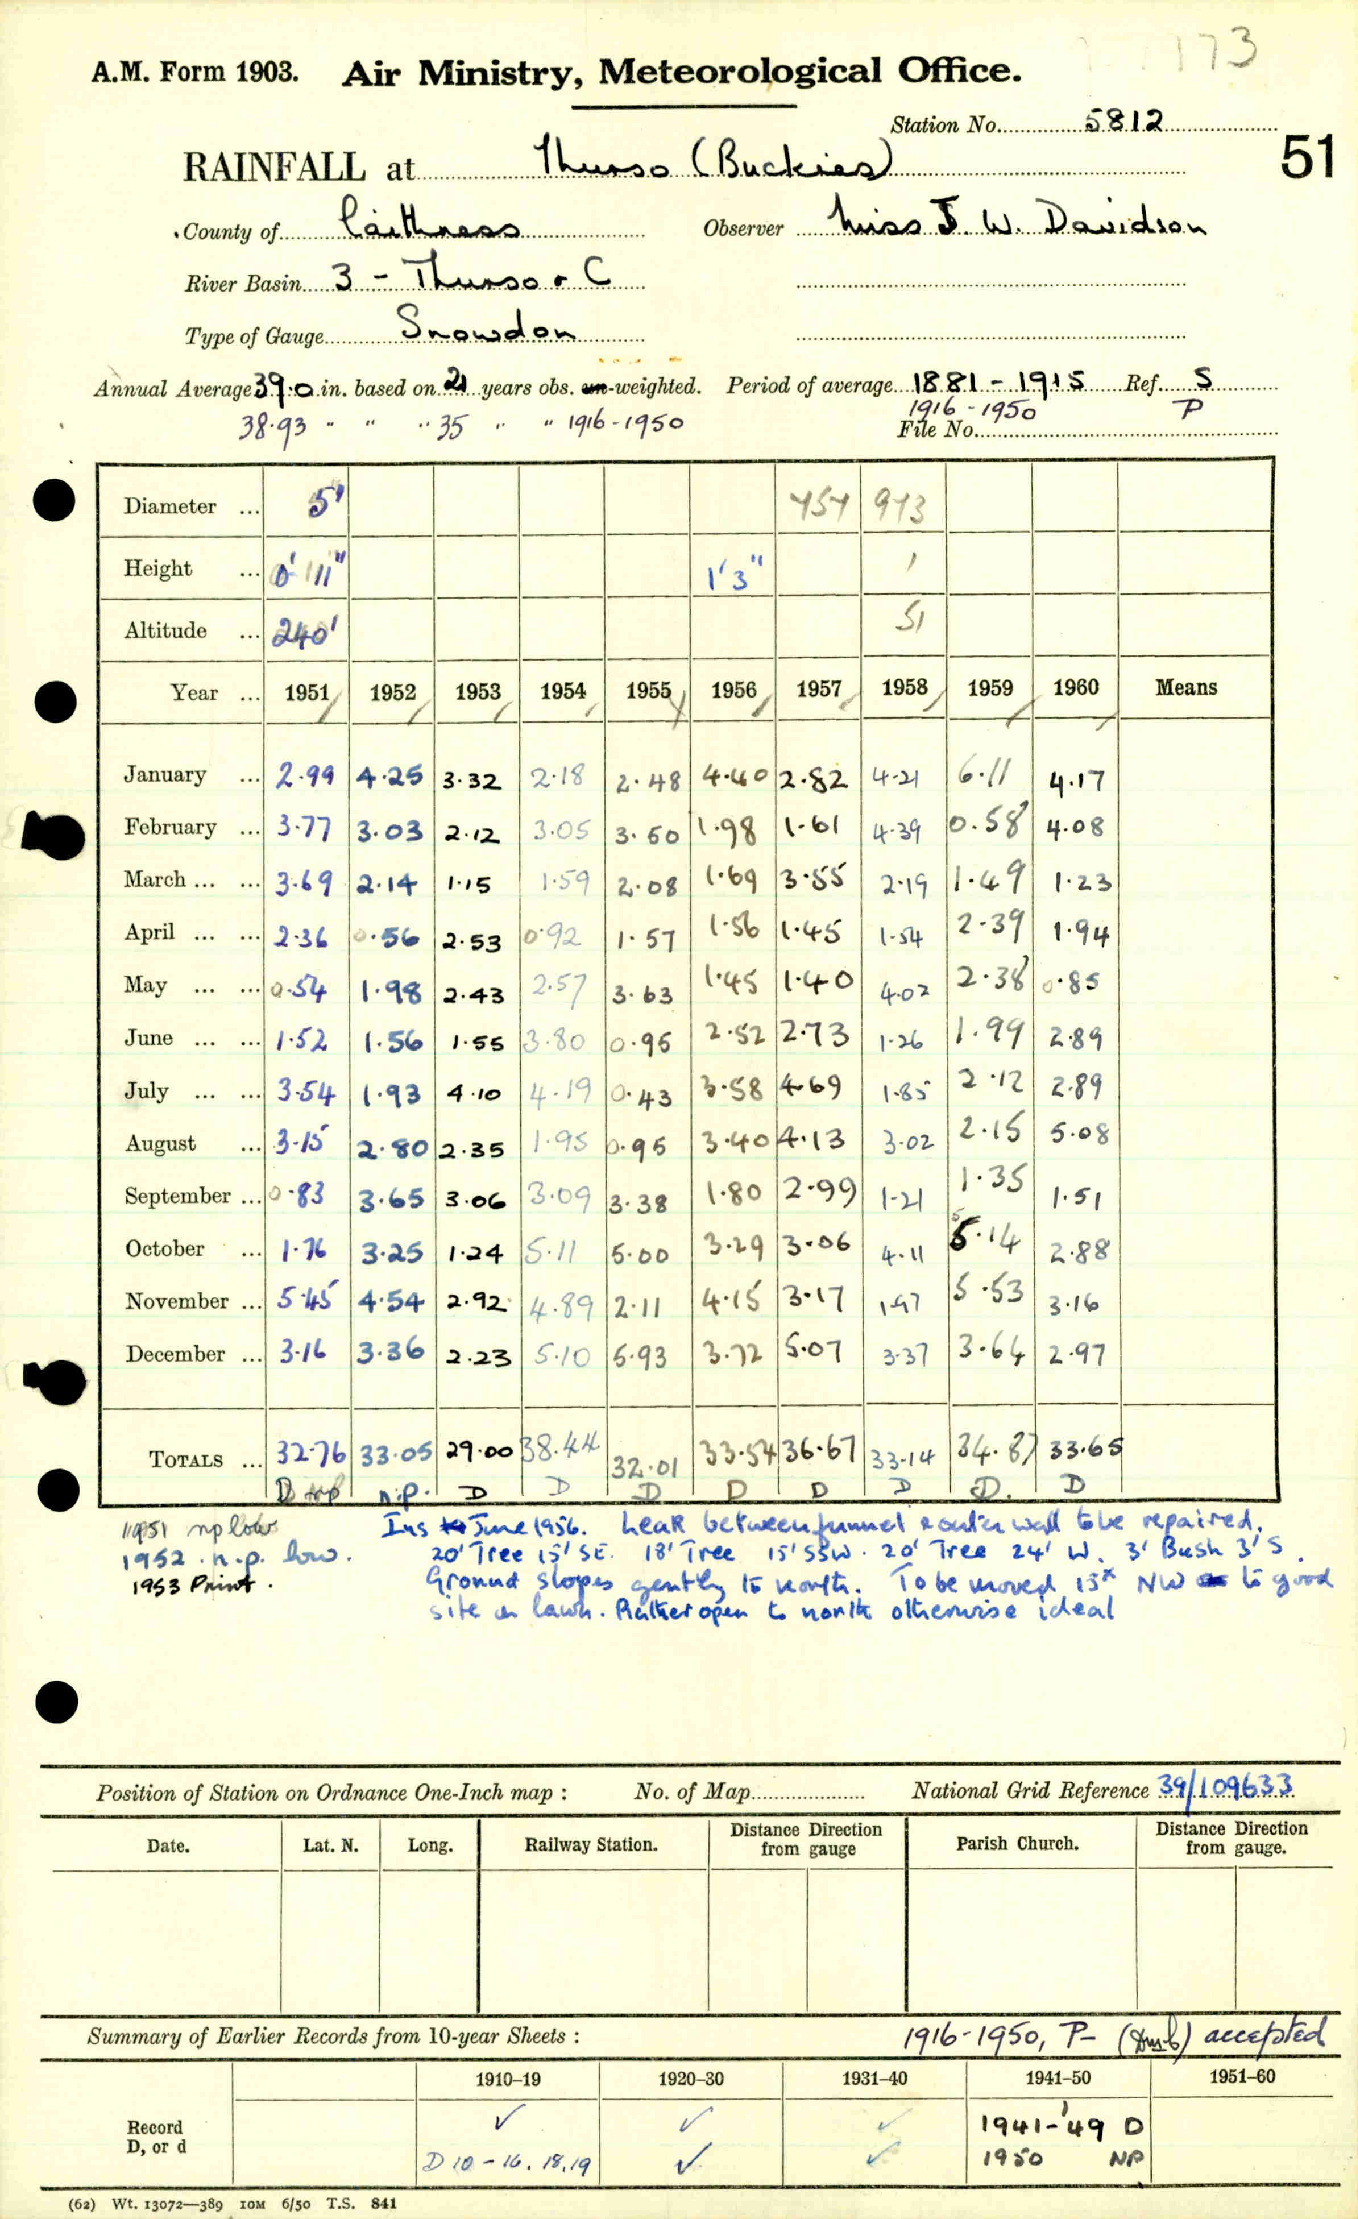 173
A.M. Form 1903. Air Ministry, Meteorological Office.
Station No. 5812
51
RAINFALL at Thurso (Buckies)
County of Caithness Observer Miss J. W. Davidson
River Basin 3 - Thurso + C
Type of Gauge Snowdon
Annual Average 39.0 in. based on 21 years obs. un-weighted. Period of average 1881 - 1915 Ref. S
38.93 " " " 35 " " 1916-1950 1916-1950 P
File No.
Diameter ... 5" 457 973
Height ... 0' 11" 1'3" 1
Altitude ... 240' 51
Year ... 1951 1952 1953 1954 1955 1956 1957 1958 1959 1960 Means
January ... 2.99 4.25 3.32 2.18 2.48 4.40 2.82 4.21 6.11 4.17
February ... 3.77 3.03 2.12 3.05 3.50 1.98 1.61 4.39 0.58 4.08
March ... ... 3.69 2.14 1.15 1.59 2.08 1.69 3.55 2.19 1.49 1.23
April ... ... 2.36 0.56 2.53 0.92 1.57 1.56 1.45 1.54 2.39 1.94
May ... ... 0.54 1.98 2.43 2.57 3.63 1.45 1.40 4.02 2.38 0.85
June ... ... 1.52 1.56 1.55 3.80 0.95 2.52 2.73 1.26 1.99 2.89
July ... ... 3.54 1.93 4.10 4.19 0.43 3.58 4.69 1.85 2.12 2.89
August ... 3.15 2.80 2.35 1.95 0.95 3.40 4.13 3.02 2.15 5.08
September ... 0.83 3.65 3.06 3.09 3.38 1.80 2.99 1.21 1.35 1.51
October ... 1.76 3.25 1.24 5.11 5.00 3.29 3.06 4.11 5.14 2.88
November ... 5.45 4.54 2.92 4.89 2.11 4.15 3.17 1.97 5.53 3.16
December ... 3.16 3.36 2.23 5.10 5.93 3.72 5.07 3.37 3.64 2.97
TOTALS ... 32.76 33.05 29.00 38.44 32.01 33.54 36.67 33.14 34.87 33.65
D np n.p. D D D D D D D. D
1951 np low
1952 . n.p. low.
1953 Print.
Ins June 1956. Leak between funnel & outer wall to be repaired.
20' Tree 15' SE. 18' Tree 15' SSW. 20' Tree 24' W. 3' Bush 3' S.
Ground slopes gently to north. To be moved 15x NW to good
site on lawn. Rather open to north otherwise ideal
Position of Station on Ordnance One-Inch map : No. of Map National Grid Reference 39/109633
Date. Lat. N. Long. Railway Station. Distance from gauge Direction Parish Church. Distance from gauge. Direction
Summary of Earlier Records from 10-year Sheets : 1916-1950, P- accepted
1910–19 1920–30 1931–40 1941–50 1951–60
Record ✓ ✓ ✓ 1941-'49 D
D, or d D 10-16. 18,19 ✓ ✓ 1950 NP
(62) Wt. 13072—389 10M 6/50 T.S. 841